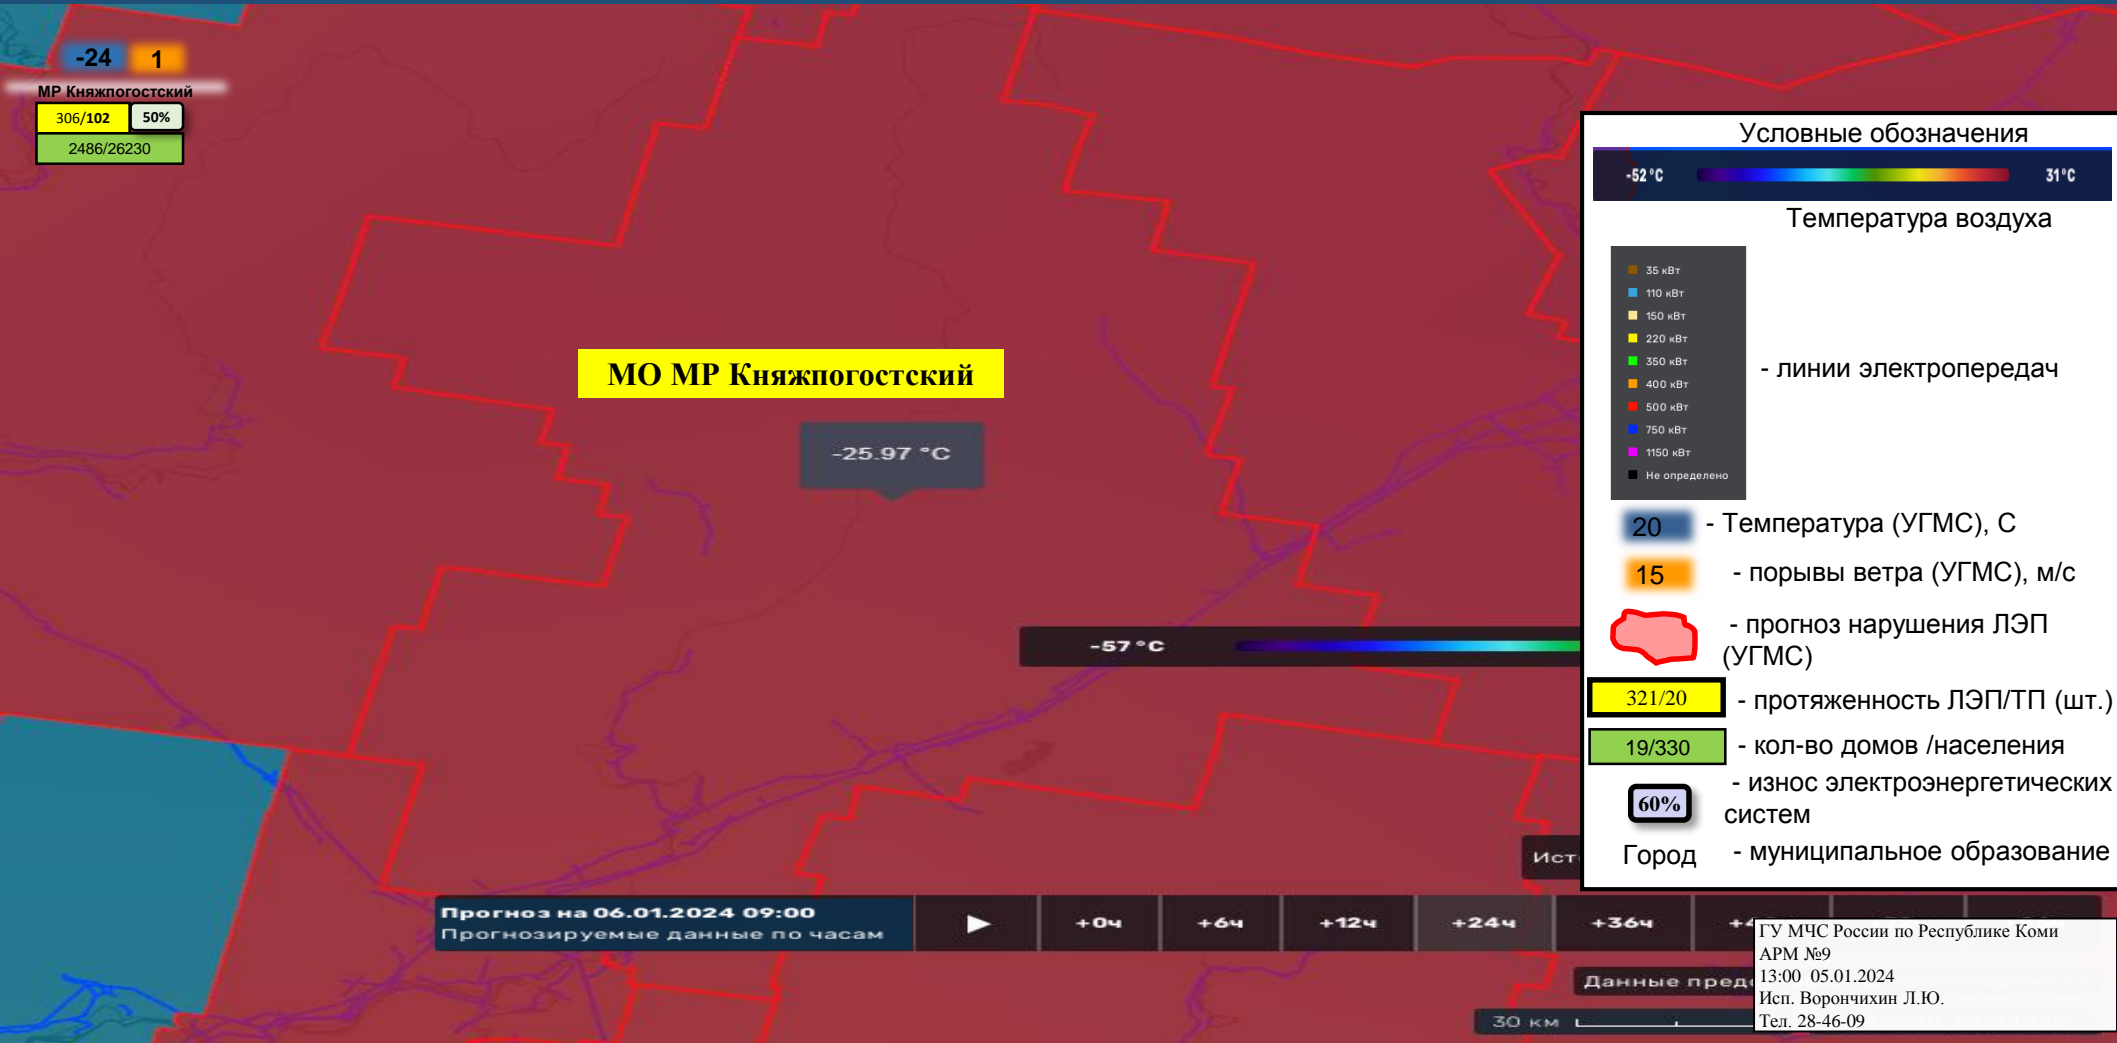 -24 1
МР Княжпогостский
306/102 50%
2486/26230
МО МР Княжпогостский
-25.97 °C
-57 °C
Прогноз на 06.01.2024 09:00
Прогнозируемые данные по часам
+0ч +6ч +12ч +24ч +36ч
30 км
Условные обозначения
-52 °C 31 °C
Температура воздуха
35 кВт
110 кВт
150 кВт
220 кВт
350 кВт
400 кВт
500 кВт
750 кВт
1150 кВт
Не определено
- линии электропередач
20 - Температура (УГМС), С
15 - порывы ветра (УГМС), м/с
- прогноз нарушения ЛЭП
(УГМС)
321/20 - протяженность ЛЭП/ТП (шт.)
19/330 - кол-во домов /населения
- износ электроэнергетических
60% систем
Город - муниципальное образование
Данные
ГУ МЧС России по Республике Коми
АРМ №9
13:00 05.01.2024
Исп. Ворончихин Л.Ю.
Тел. 28-46-09